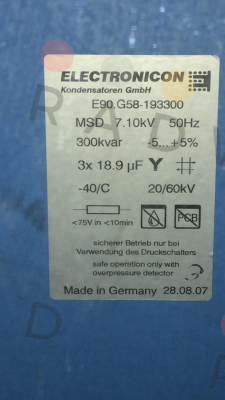 ELECTRONICON
Kondensatoren GmbH
E90.G58-193300
MSD 7.10kV 50Hz
300kvar -5...+5%
3x 18.9 µF Y
-40/C 20/60kV
<75V in <10min PCB
sicherer Betrieb nur bei
Verwendung des Druckschalters
safe operation only with
overpressure detector
Made in Germany 28.08.07